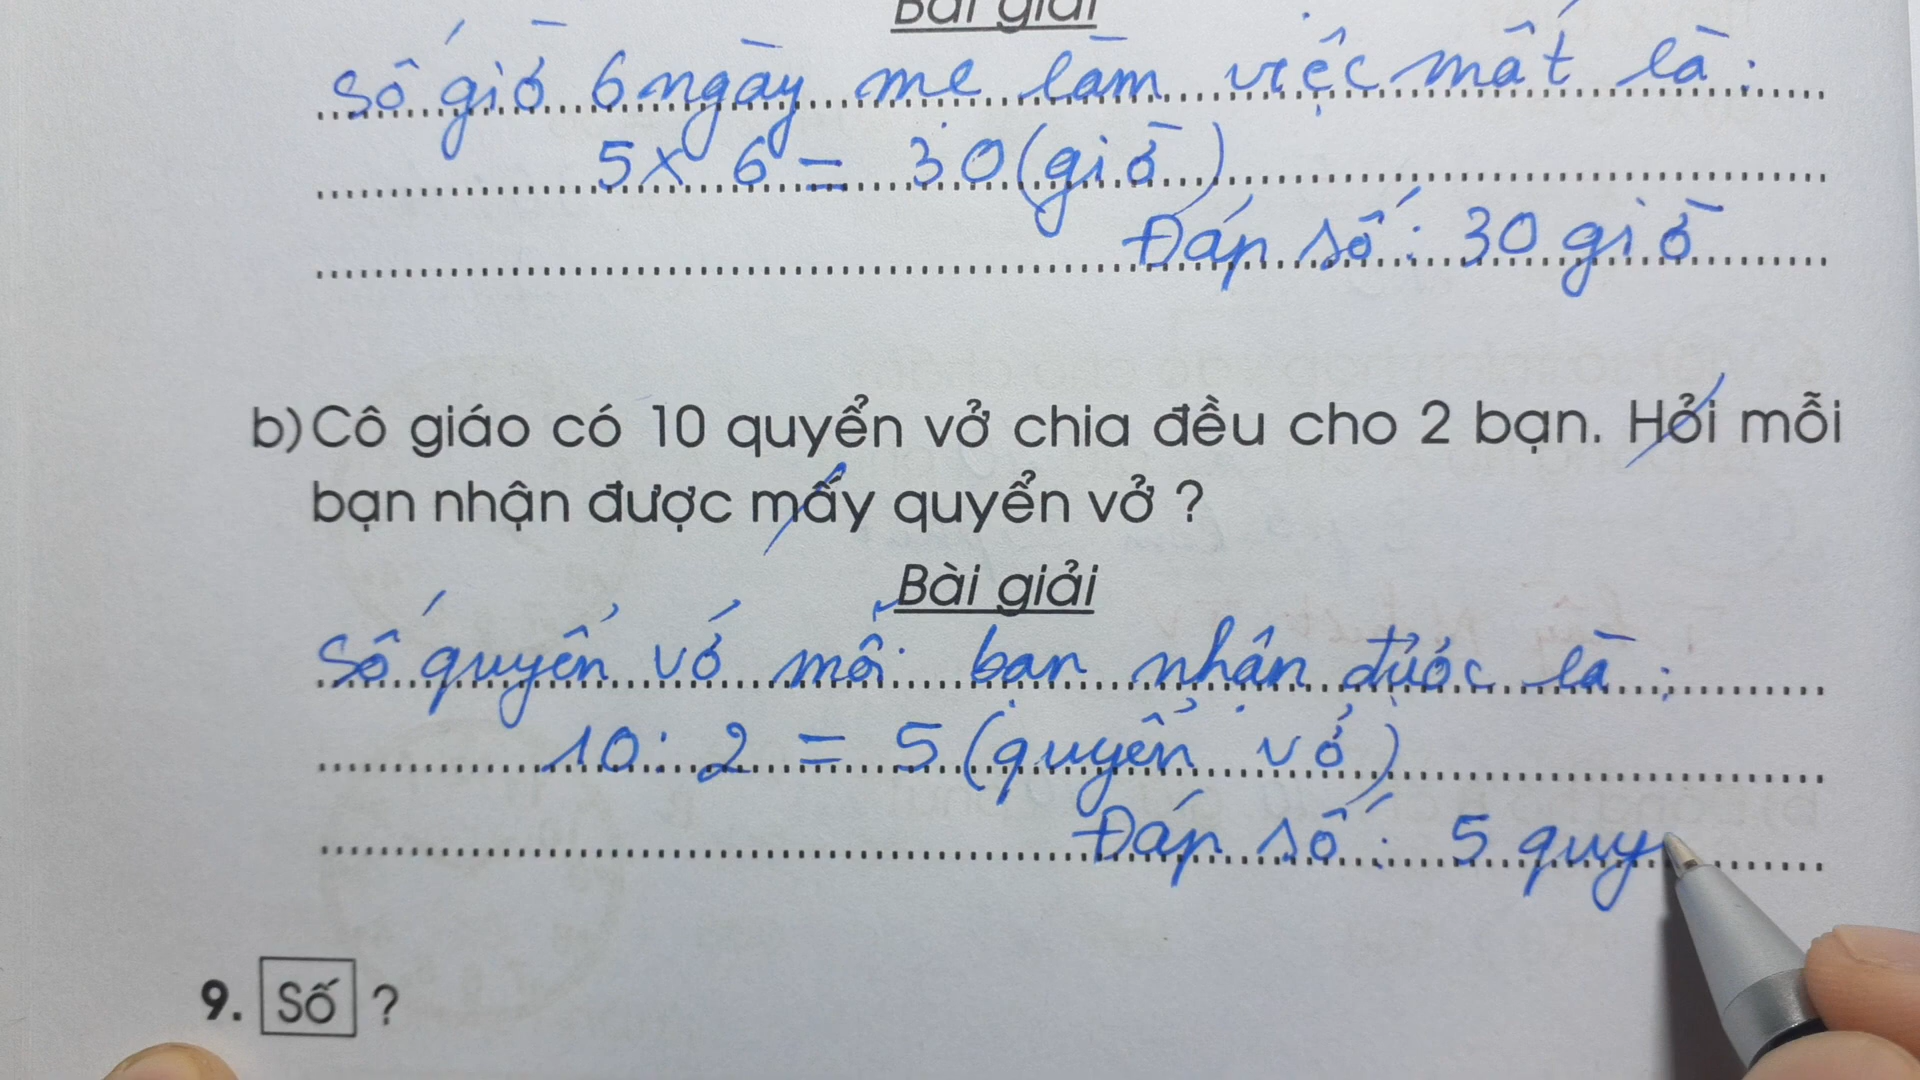 Bài giải
Số giờ 6 ngày mẹ làm việc mất là:
5 x 6 = 30 (giờ)
Đáp số: 30 giờ
b) Cô giáo có 10 quyển vở chia đều cho 2 bạn. Hỏi mỗi
bạn nhận được mấy quyển vở ?
Bài giải
Số quyển vở mỗi bạn nhận được là:
10 : 2 = 5 (quyển vở)
Đáp số: 5 quy
9. Số ?